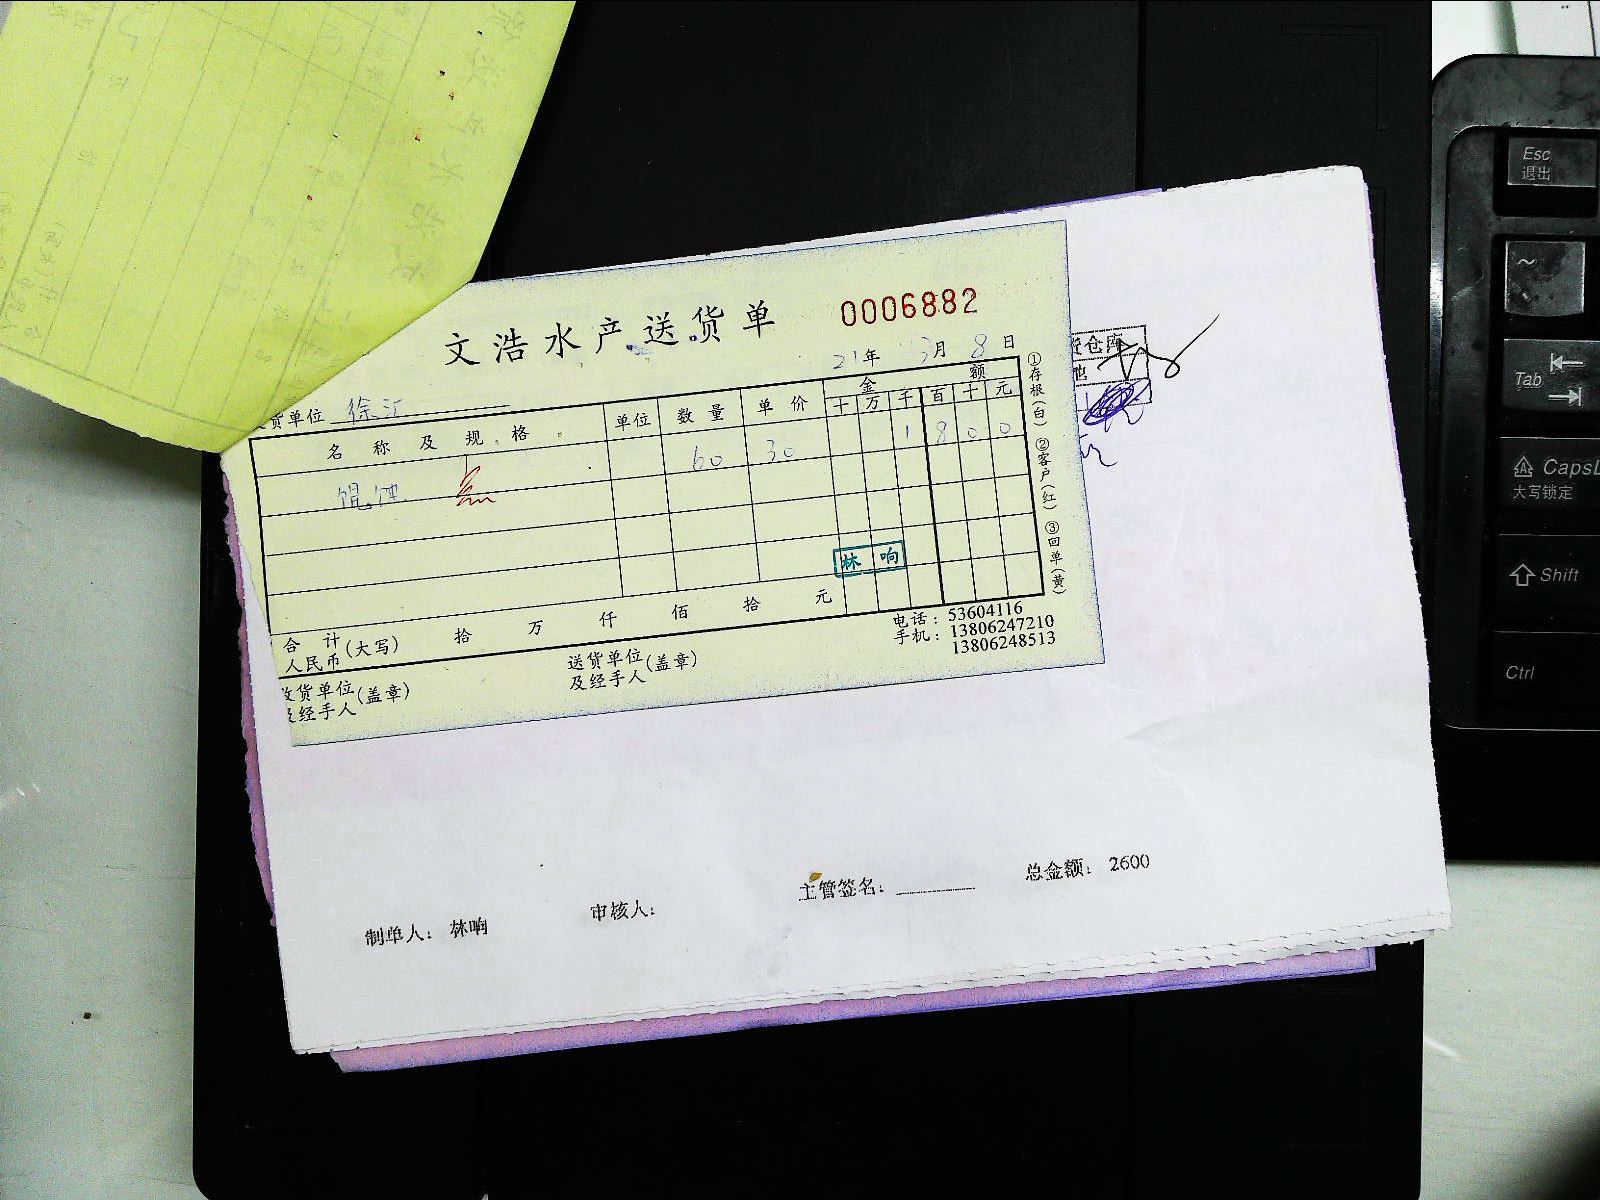 文浩水产送货单
0006882
21年 3月 8日
货单位 徐汇
名称及规格 单位 数量 单价 金额
十 万 千 百 十 元
60 30 1 8 0 0
林响
合计
人民币(大写) 拾 万 仟 佰 拾 元
收货单位
及经手人(盖章)
送货单位
及经手人(盖章)
电话：53604116
手机：13806247210
13806248513
①存根(白) ②客户(红) ③回单(黄)
货仓库
他
制单人：林响
审核人：
主管签名：
总金额：2600
Esc
退出
~
Tab
CapsL
大写锁定
Shift
Ctrl